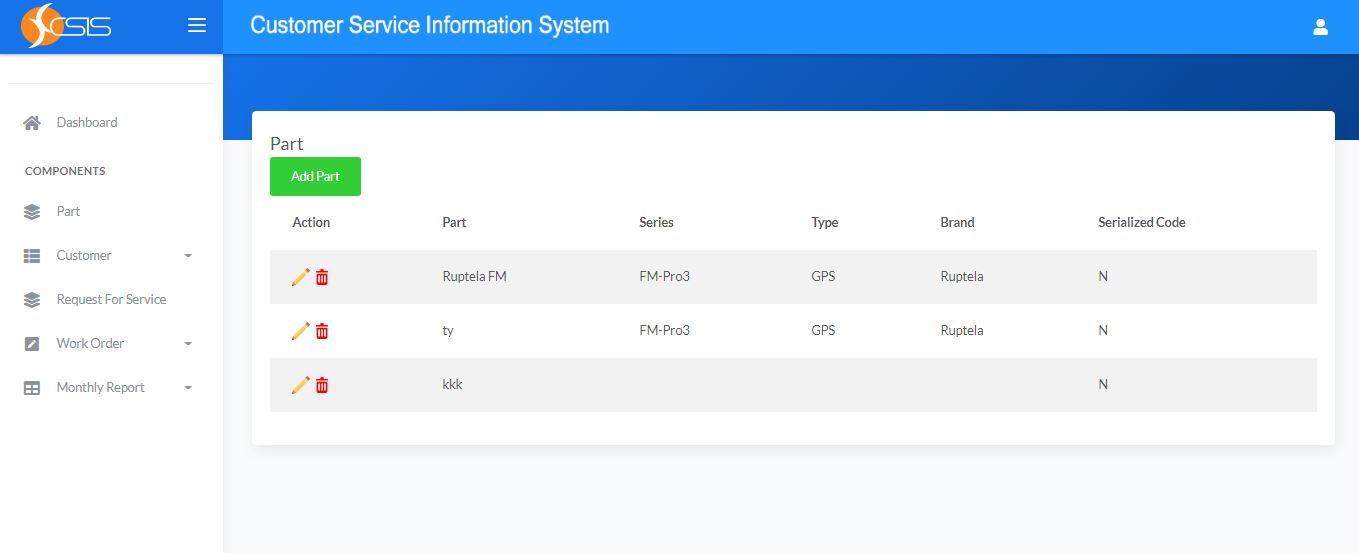 CSIS
Customer Service Information System
Dashboard
COMPONENTS
Part
Customer
Request For Service
Work Order
Monthly Report
Part
Add Part
Action Part Series Type Brand Serialized Code
Ruptela FM FM-Pro3 GPS Ruptela N
ty FM-Pro3 GPS Ruptela N
kkk N